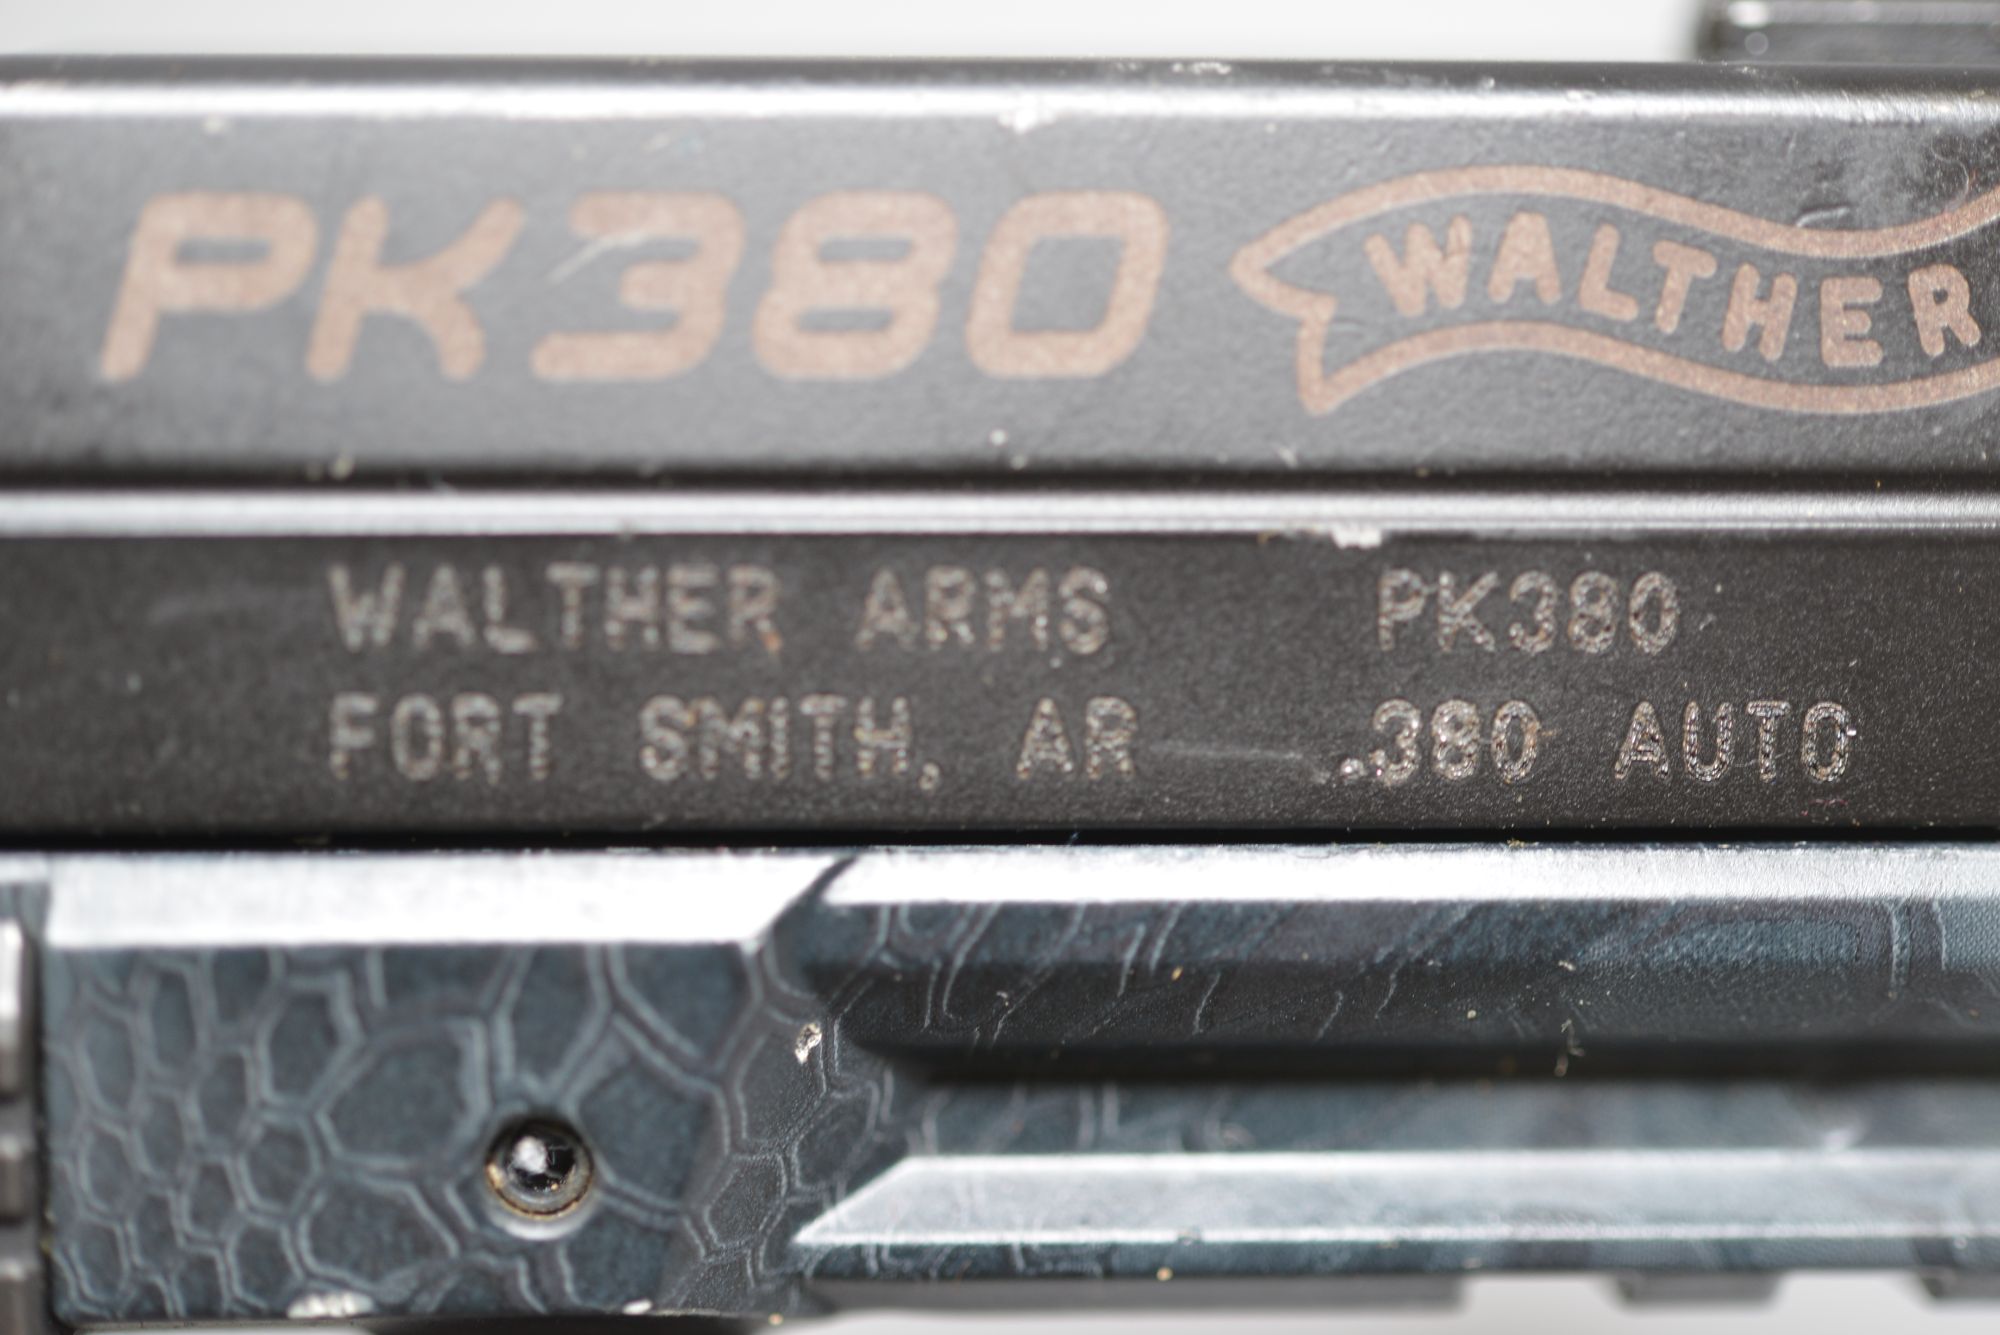 PK380 WALTHER
WALTHER ARMS PK380
FORT SMITH, AR .380 AUTO